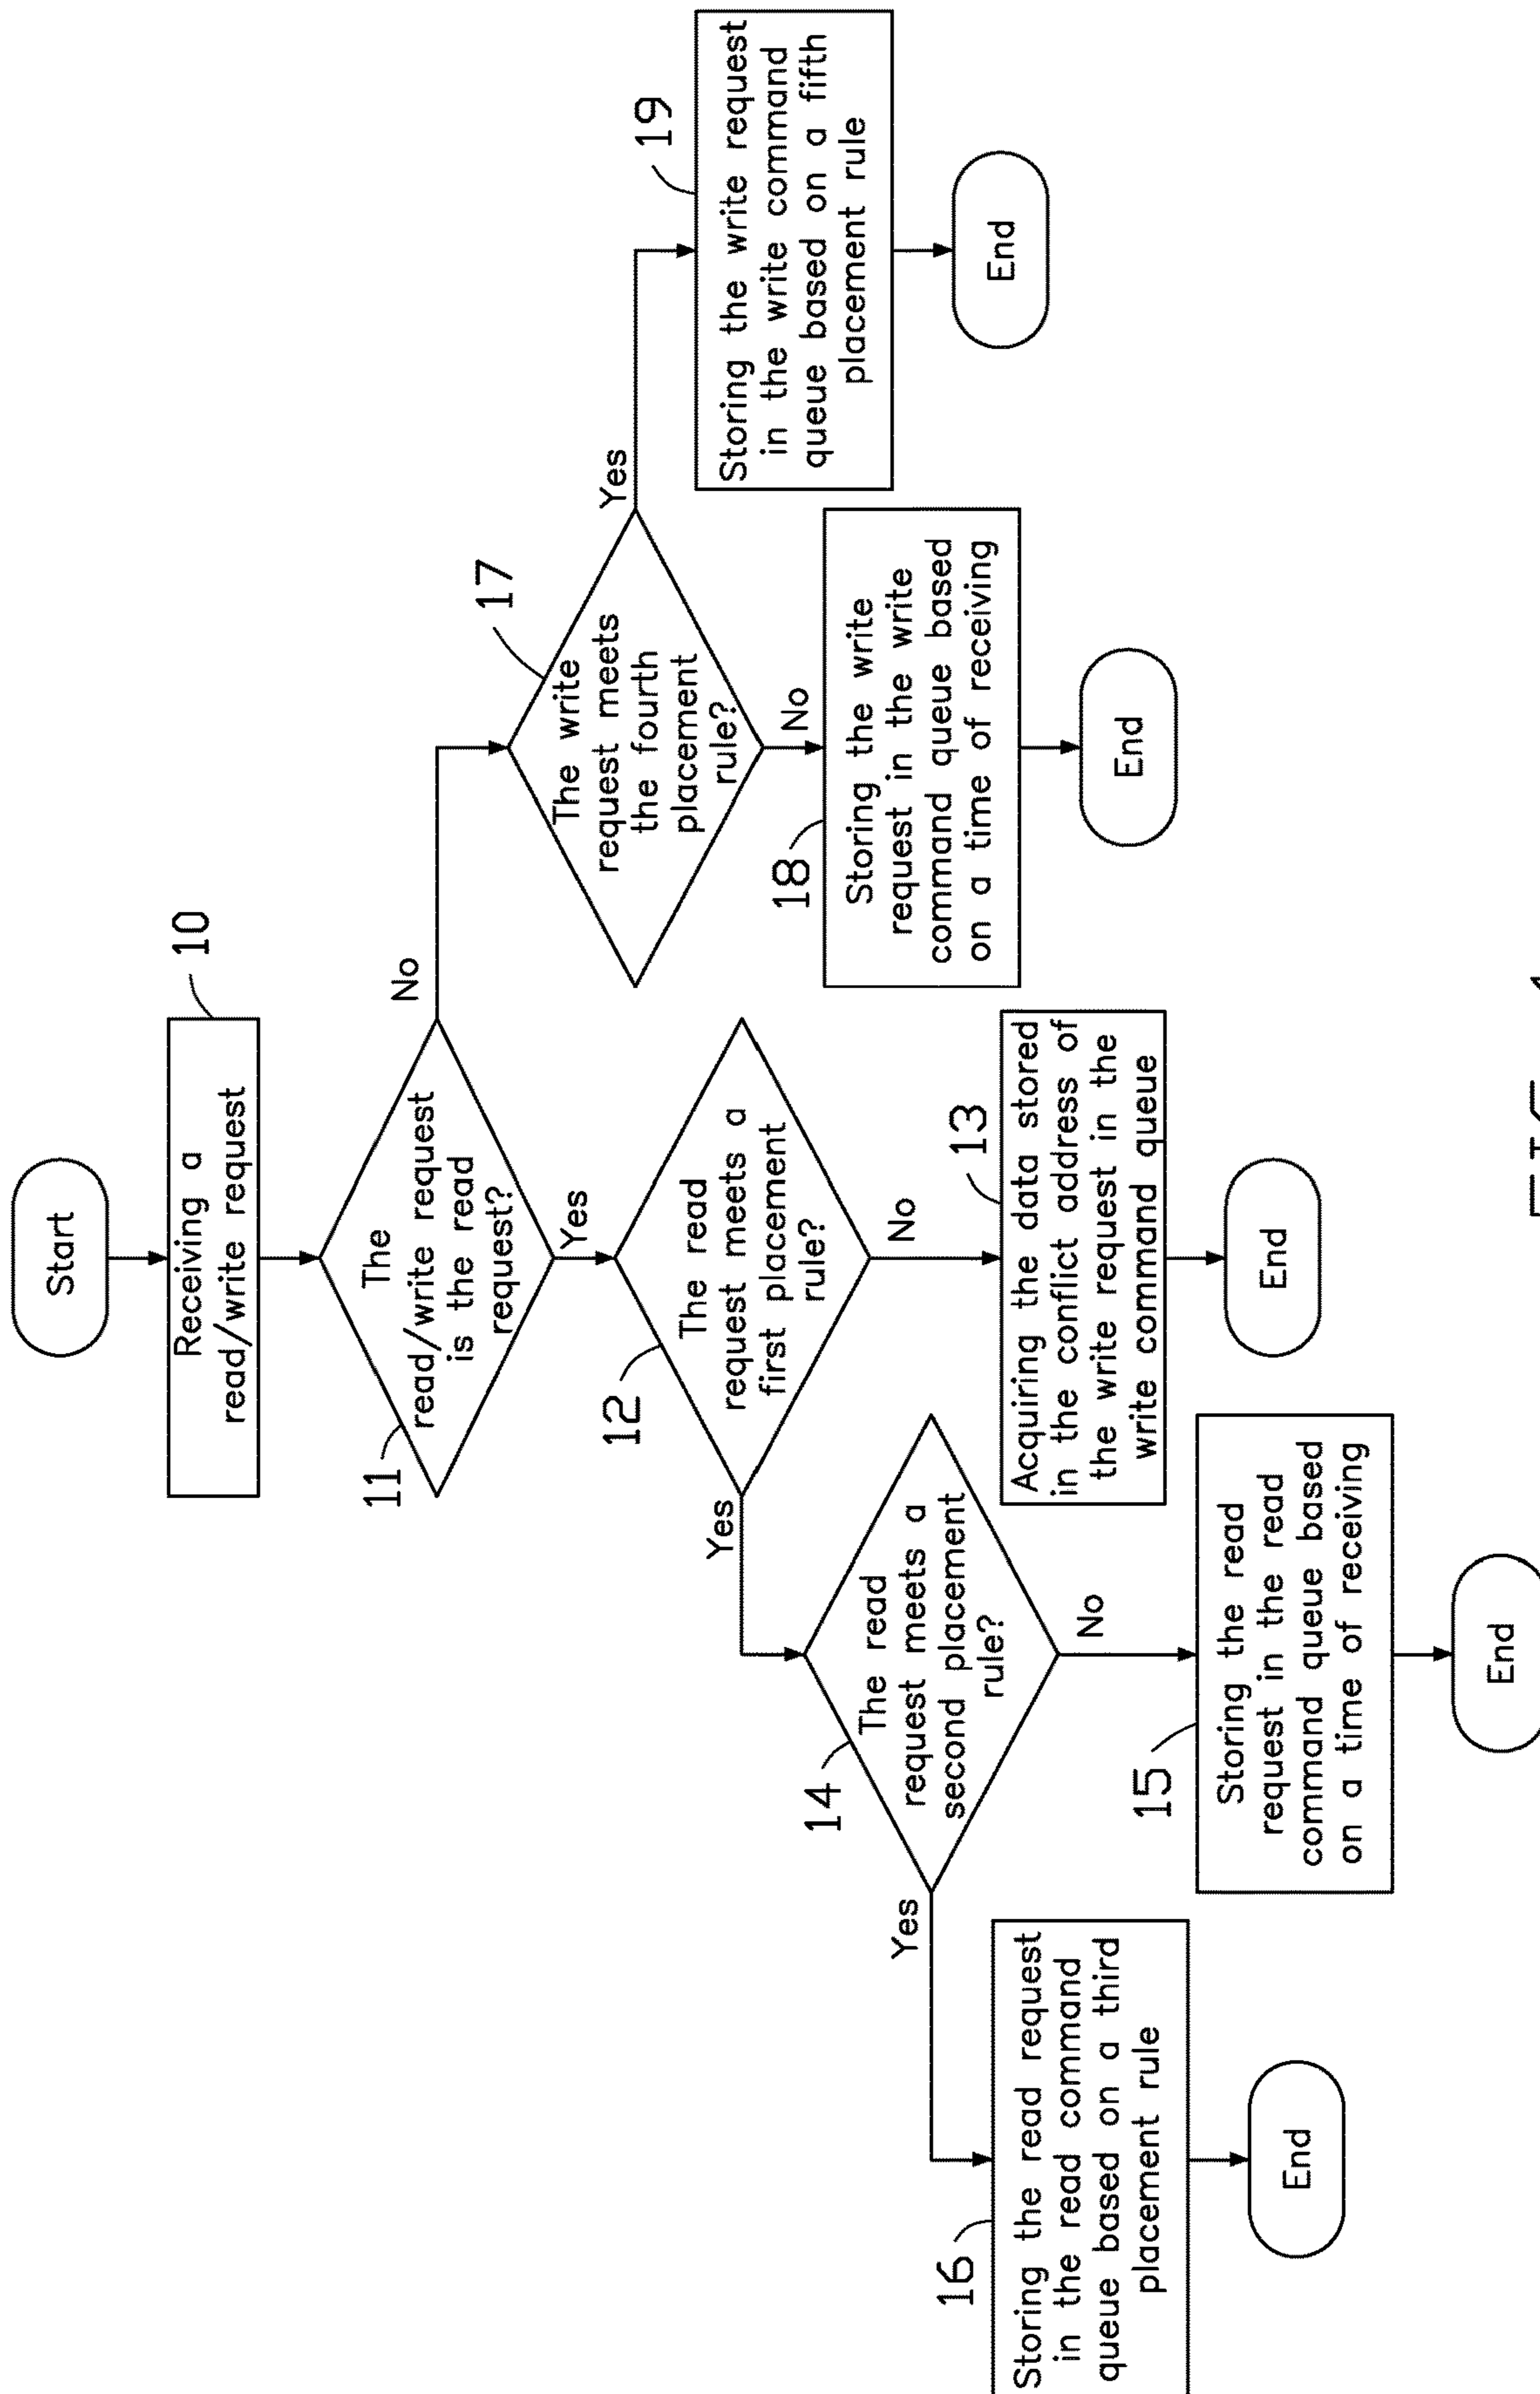 Start
Receiving a
read/write request
10
The
read/write request
is the read
request?
11
No
Yes
The read
request meets a
first placement
rule?
12
Yes
No
Acquiring the data stored
in the conflict address of
the write request in the
write command queue
13
End
The read
request meets a
second placement
rule?
14
Yes
No
Storing the read
request in the read
command queue based
on a time of receiving
15
End
Storing the read request
in the read command
queue based on a third
placement rule
16
End
The write
request meets
the fourth
placement
rule?
17
Yes
No
Storing the write
request in the write
command queue based
on a time of receiving
18
End
Storing the write request
in the write command
queue based on a fifth
placement rule
19
End